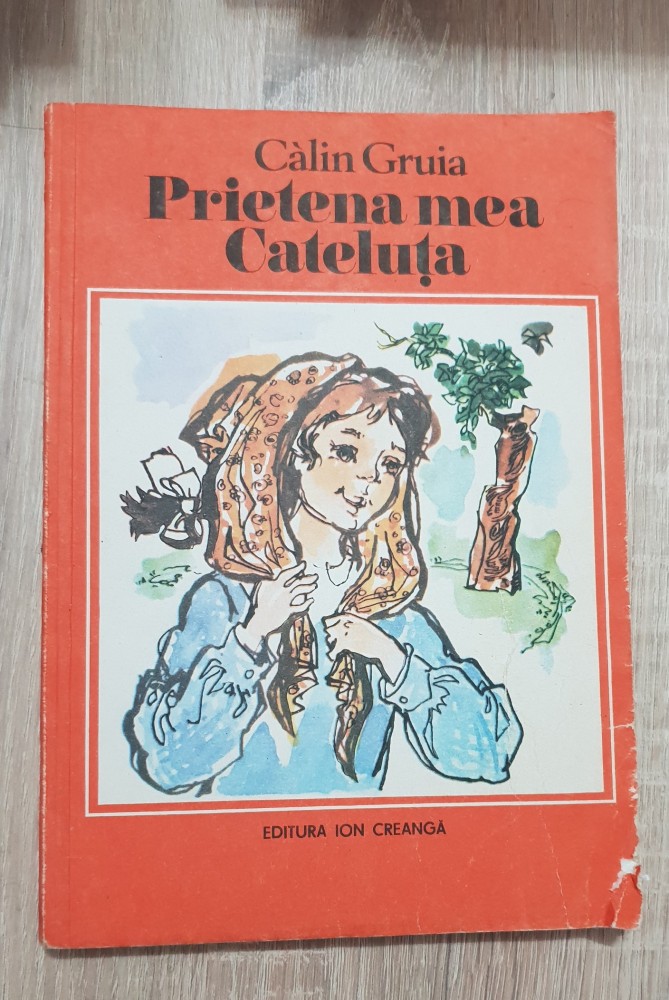 Càlin Gruia
Prietena mea
Cateluța
EDITURA ION CREANGĂ